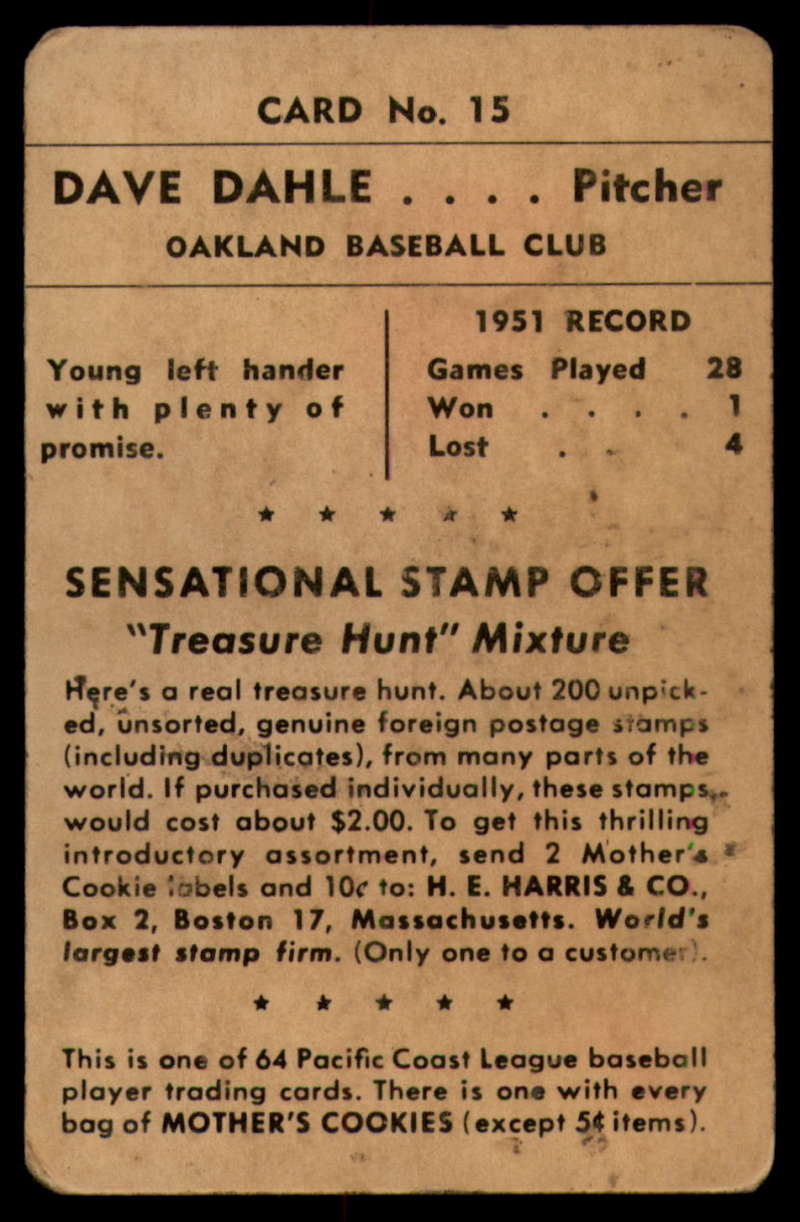 CARD No. 15
DAVE DAHLE . . . . Pitcher
OAKLAND BASEBALL CLUB
Young left hander
with plenty of
promise.
1951 RECORD
Games Played 28
Won . . . . 1
Lost . . 4
★ ★ ★ ★ ★
SENSATIONAL STAMP OFFER
"Treasure Hunt" Mixture
Here's a real treasure hunt. About 200 unpick-
ed, unsorted, genuine foreign postage stamps
(including duplicates), from many parts of the
world. If purchased individually, these stamps
would cost about $2.00. To get this thrilling
introductory assortment, send 2 Mother's
Cookie labels and 10¢ to: H. E. HARRIS & CO.,
Box 2, Boston 17, Massachusetts. World's
largest stamp firm. (Only one to a customer).
★ ★ ★ ★ ★
This is one of 64 Pacific Coast League baseball
player trading cards. There is one with every
bag of MOTHER'S COOKIES (except 5¢ items).